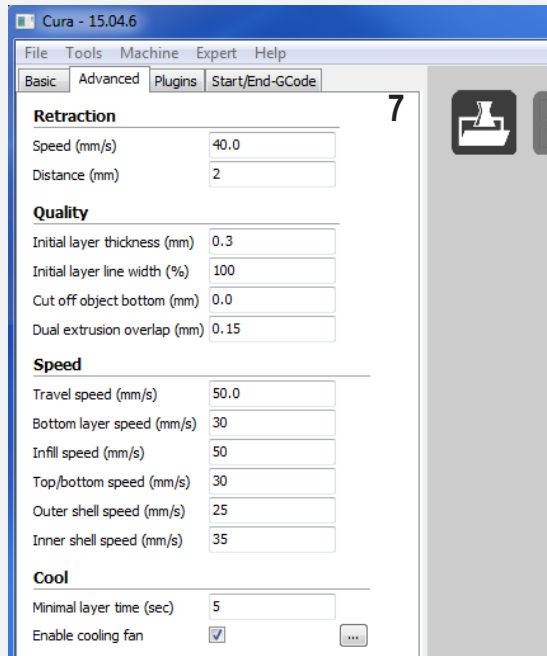 Cura - 15.04.6
File Tools Machine Expert Help
Basic Advanced Plugins Start/End-GCode
7
Retraction
Speed (mm/s) 40.0
Distance (mm) 2
Quality
Initial layer thickness (mm) 0.3
Initial layer line width (%) 100
Cut off object bottom (mm) 0.0
Dual extrusion overlap (mm) 0.15
Speed
Travel speed (mm/s) 50.0
Bottom layer speed (mm/s) 30
Infill speed (mm/s) 50
Top/bottom speed (mm/s) 30
Outer shell speed (mm/s) 25
Inner shell speed (mm/s) 35
Cool
Minimal layer time (sec) 5
Enable cooling fan ...